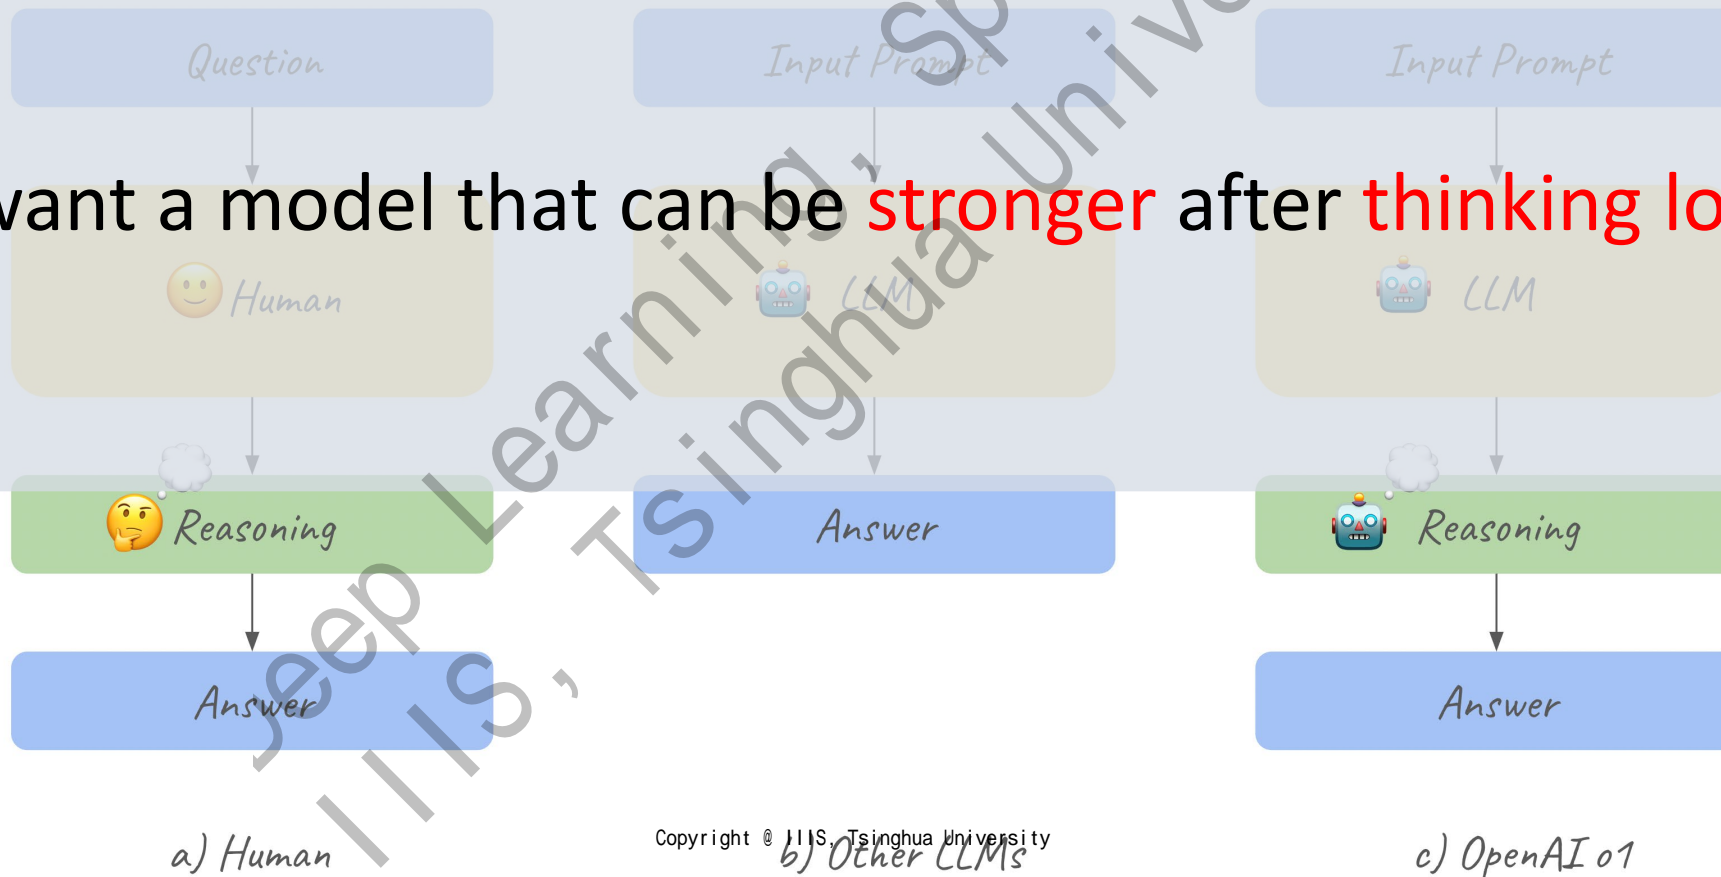 Question
Input Prompt
Input Prompt
want a model that can be stronger after thinking lo
Human
LLM
LLM
Reasoning
Answer
Reasoning
Answer
Answer
Deep Learning, Sp
IIIS, Tsinghua Unive
Copyright @ IIIS, Tsinghua University
a) Human
b) Other LLMs
c) OpenAI o1